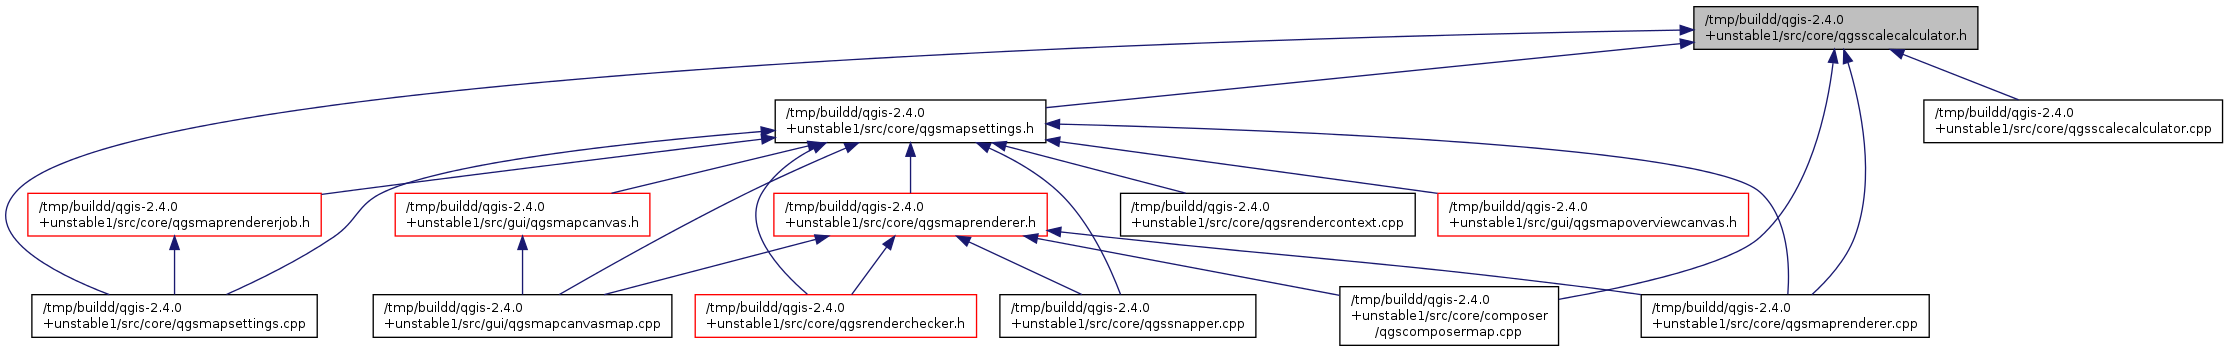 /tmp/buildd/qgis-2.4.0
+unstable1/src/core/qgsscalecalculator.h
/tmp/buildd/qgis-2.4.0
+unstable1/src/core/qgsmapsettings.h
/tmp/buildd/qgis-2.4.0
+unstable1/src/core/qgsscalecalculator.cpp
/tmp/buildd/qgis-2.4.0
+unstable1/src/core/qgsmaprendererjob.h
/tmp/buildd/qgis-2.4.0
+unstable1/src/gui/qgsmapcanvas.h
/tmp/buildd/qgis-2.4.0
+unstable1/src/core/qgsmaprenderer.h
/tmp/buildd/qgis-2.4.0
+unstable1/src/core/qgsrendercontext.cpp
/tmp/buildd/qgis-2.4.0
+unstable1/src/gui/qgsmapoverviewcanvas.h
/tmp/buildd/qgis-2.4.0
+unstable1/src/core/qgsmapsettings.cpp
/tmp/buildd/qgis-2.4.0
+unstable1/src/gui/qgsmapcanvasmap.cpp
/tmp/buildd/qgis-2.4.0
+unstable1/src/core/qgsrenderchecker.h
/tmp/buildd/qgis-2.4.0
+unstable1/src/core/qgssnapper.cpp
/tmp/buildd/qgis-2.4.0
+unstable1/src/core/composer
/qgscomposermap.cpp
/tmp/buildd/qgis-2.4.0
+unstable1/src/core/qgsmaprenderer.cpp